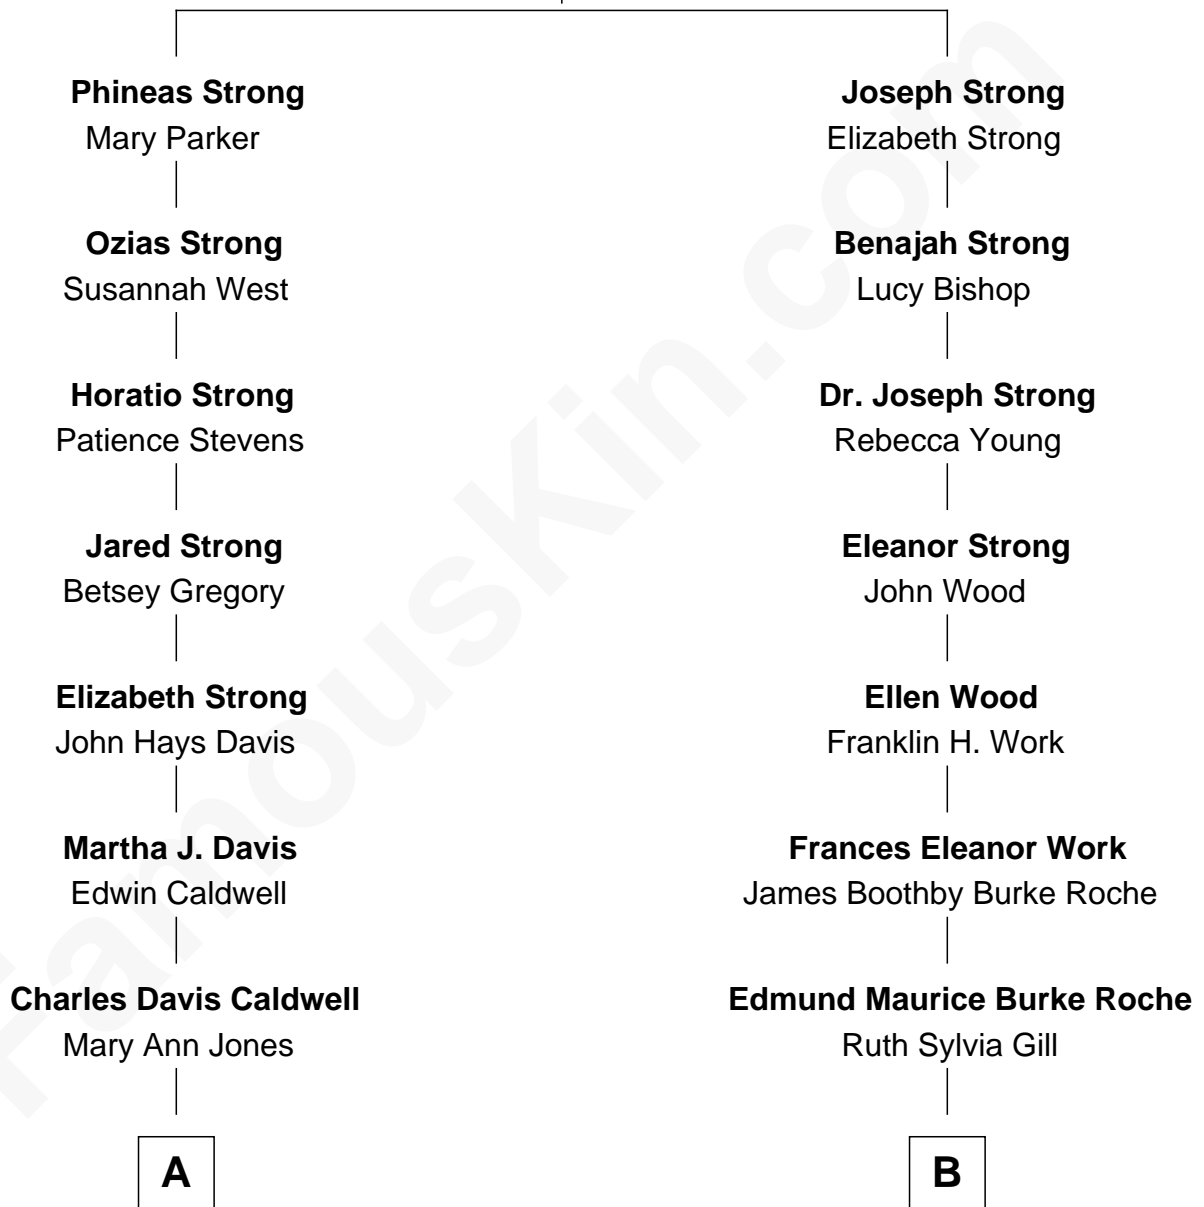 Phineas Strong
Mary Parker
Ozias Strong
Susannah West
Horatio Strong
Patience Stevens
Jared Strong
Betsey Gregory
Elizabeth Strong
John Hays Davis
Martha J. Davis
Edwin Caldwell
Charles Davis Caldwell
Mary Ann Jones
A
Joseph Strong
Elizabeth Strong
Benajah Strong
Lucy Bishop
Dr. Joseph Strong
Rebecca Young
Eleanor Strong
John Wood
Ellen Wood
Franklin H. Work
Frances Eleanor Work
James Boothby Burke Roche
Edmund Maurice Burke Roche
Ruth Sylvia Gill
B
FamousKin.com